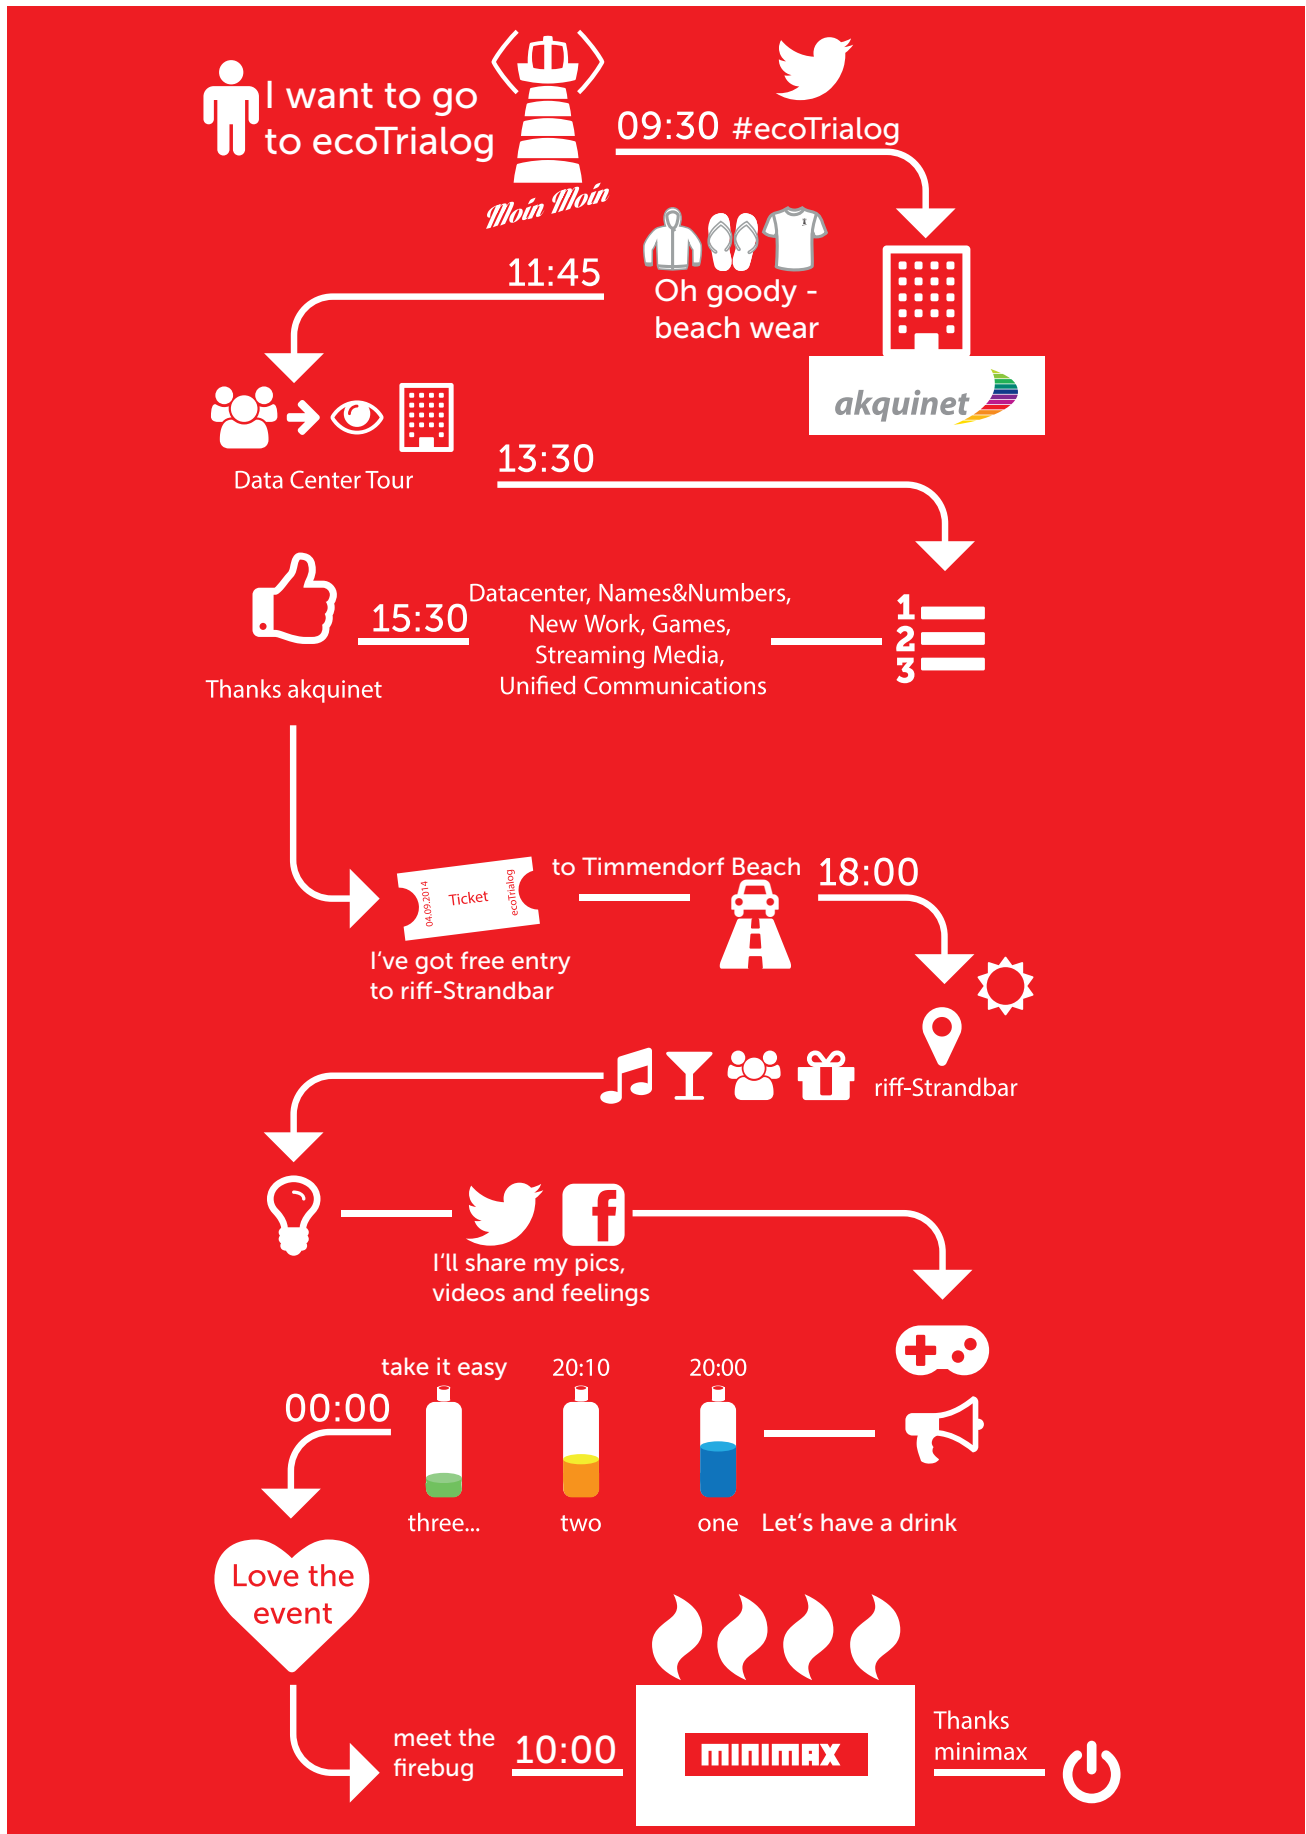 I want to go
to ecoTrialog
Moin Moin
09:30 #ecoTrialog
11:45
Oh goody -
beach wear
akquinet
Data Center Tour
13:30
Datacenter, Names&Numbers,
New Work, Games,
Streaming Media,
Unified Communications
1
2
3
15:30
Thanks akquinet
04.09.2014
Ticket
ecoTrialog
I've got free entry
to riff-Strandbar
to Timmendorf Beach
18:00
riff-Strandbar
f
I'll share my pics,
videos and feelings
take it easy
20:10
20:00
00:00
three...
two
one
Let's have a drink
Love the
event
meet the
firebug
10:00
MINIMAX
Thanks
minimax